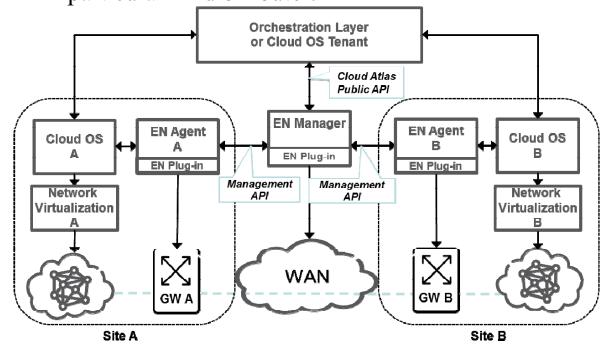 Orchestration Layer
or Cloud OS Tenant
Cloud Atlas
Public API
Cloud OS
A
EN Agent
A
EN Plug-in
EN Manager
EN Plug-in
EN Agent
B
EN Plug-in
Cloud OS
B
Management
API
Management
API
Network
Virtualization
A
Network
Virtualization
B
GW A
WAN
GW B
Site A
Site B